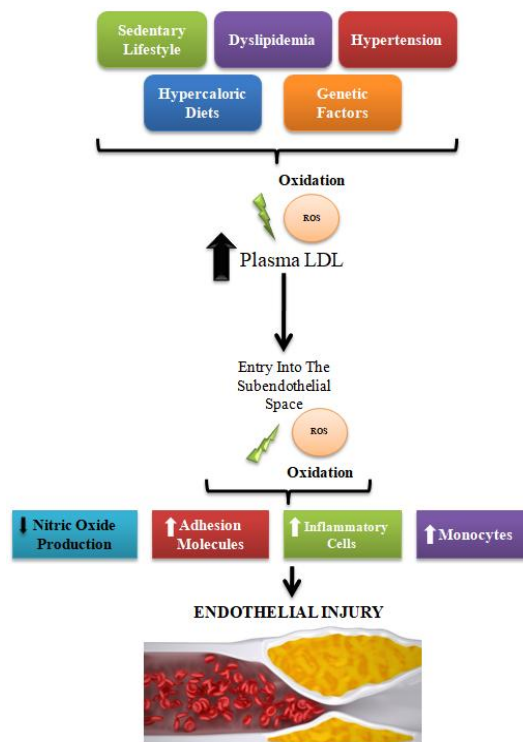 Sedentary
Lifestyle
Dyslipidemia
Hypertension
Hypercaloric
Diets
Genetic
Factors
Oxidation
ROS
Plasma LDL
Entry Into The
Subendothelial
Space
ROS
Oxidation
Nitric Oxide
Production
Adhesion
Molecules
Inflammatory
Cells
Monocytes
ENDOTHELIAL INJURY